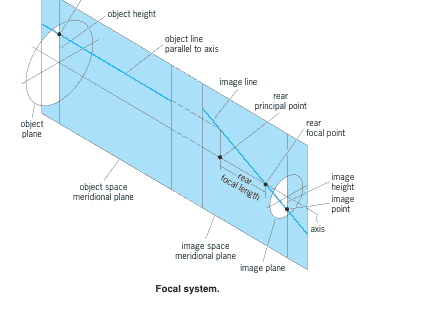 object height
object line
parallel to axis
image line
rear
principal point
rear
focal point
object
plane
rear
focal length
image
height
image
point
object space
meridional plane
axis
image space
meridional plane
image plane
Focal system.